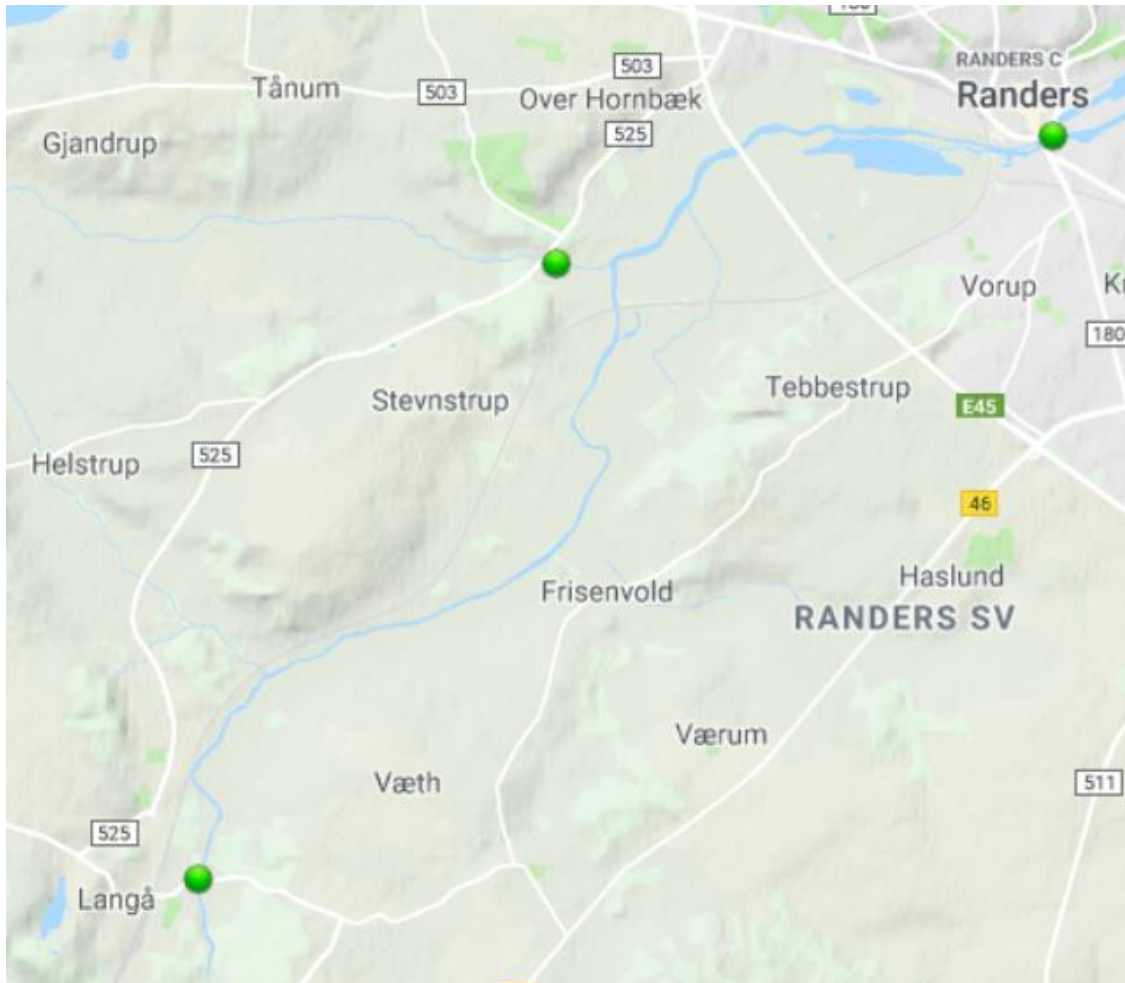 RANDERS C
Randers
503
Tånum
503
Over Hornbæk
525
Gjandrup
Vorup
180
Tebbestrup
Stevnstrup
E45
525
Helstrup
46
Haslund
Frisenvold
RANDERS SV
Værum
Væth
511
525
Langå